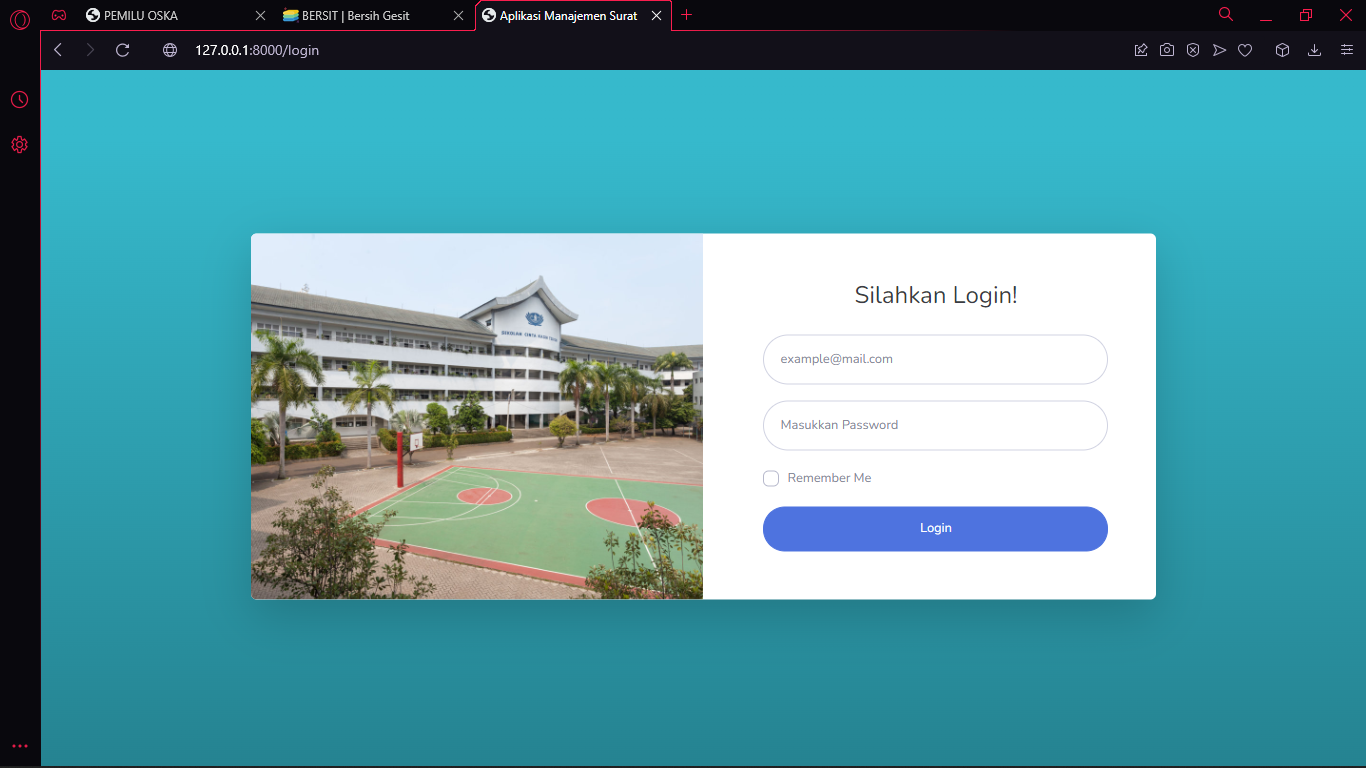 PEMILU OSKA
BERSIT | Bersih Gesit
Aplikasi Manajemen Surat
127.0.0.1:8000/login
Silahkan Login!
example@mail.com
Masukkan Password
Remember Me
Login